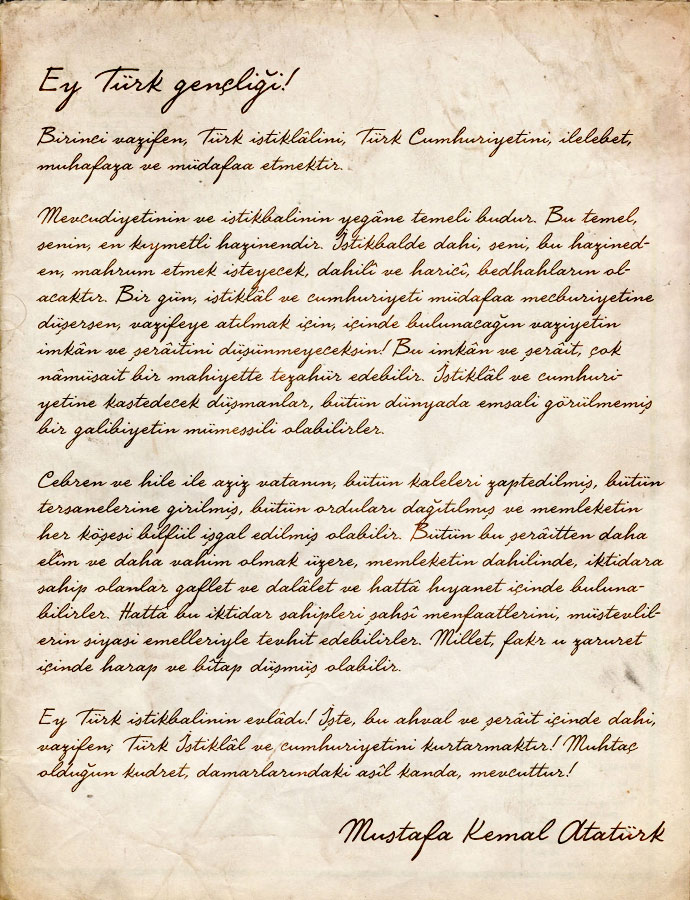 Ey Türk gençliği!
Birinci vazifen, Türk istiklâlini, Türk Cumhuriyetini, ilelebet,
muhafaza ve müdafaa etmektir.
Mevcudiyetinin ve istikbalinin yegâne temeli budur. Bu temel,
senin, en kıymetli hazinendir. İstikbalde dahi, seni, bu hazined-
en, mahrum etmek isteyecek, dahilî ve haricî, bedhahların ol-
acaktır. Bir gün, istiklâl ve cumhuriyeti müdafaa mecburiyetine
düşersen, vazifeye atılmak için, içinde bulunacağın vaziyetin
imkân ve şerâitini düşünmeyeceksin! Bu imkân ve şerâit, çok
nâmüsait bir mahiyette tezahür edebilir. İstiklâl ve cumhuri-
yetine kastedecek düşmanlar, bütün dünyada emsali görülmemiş
bir galibiyetin mümessili olabilirler.
Cebren ve hile ile aziz vatanın, bütün kaleleri zaptedilmiş, bütün
tersanelerine girilmiş, bütün orduları dağıtılmış ve memleketin
her köşesi bilfiil işgal edilmiş olabilir. Bütün bu şerâitten daha
elîm ve daha vahim olmak üzere, memleketin dahilinde, iktidara
sahip olanlar gaflet ve dalâlet ve hattâ hıyanet içinde buluna-
bilirler. Hattâ bu iktidar sahipleri şahsî menfaatlerini, müstevlil-
erin siyasi emelleriyle tevhit edebilirler. Millet, fakr u zaruret
içinde harap ve bîtap düşmüş olabilir.
Ey Türk istikbalinin evlâdı! İşte, bu ahval ve şerâit içinde dahi,
vazifen; Türk İstiklâl ve cumhuriyetini kurtarmaktır! Muhtaç
olduğun kudret, damarlarındaki asîl kanda, mevcuttur!
Mustafa Kemal Atatürk